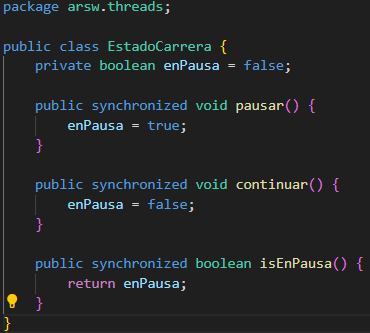 package arsw.threads;
public class EstadoCarrera {
    private boolean enPausa = false;
    public synchronized void pausar() {
        enPausa = true;
    }
    public synchronized void continuar() {
        enPausa = false;
    }
    public synchronized boolean isEnPausa() {
        return enPausa;
    }
}